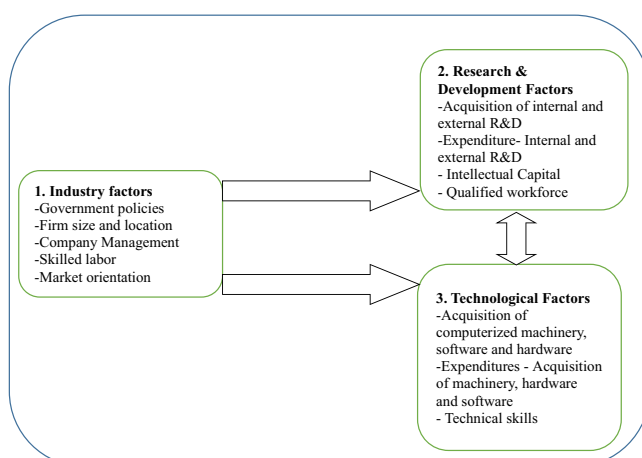 1. Industry factors
-Government policies
-Firm size and location
-Company Management
-Skilled labor
-Market orientation
2. Research &
Development Factors
-Acquisition of internal and
external R&D
-Expenditure- Internal and
external R&D
- Intellectual Capital
- Qualified workforce
3. Technological Factors
-Acquisition of
computerized machinery,
software and hardware
-Expenditures - Acquisition
of machinery, hardware
and software
- Technical skills